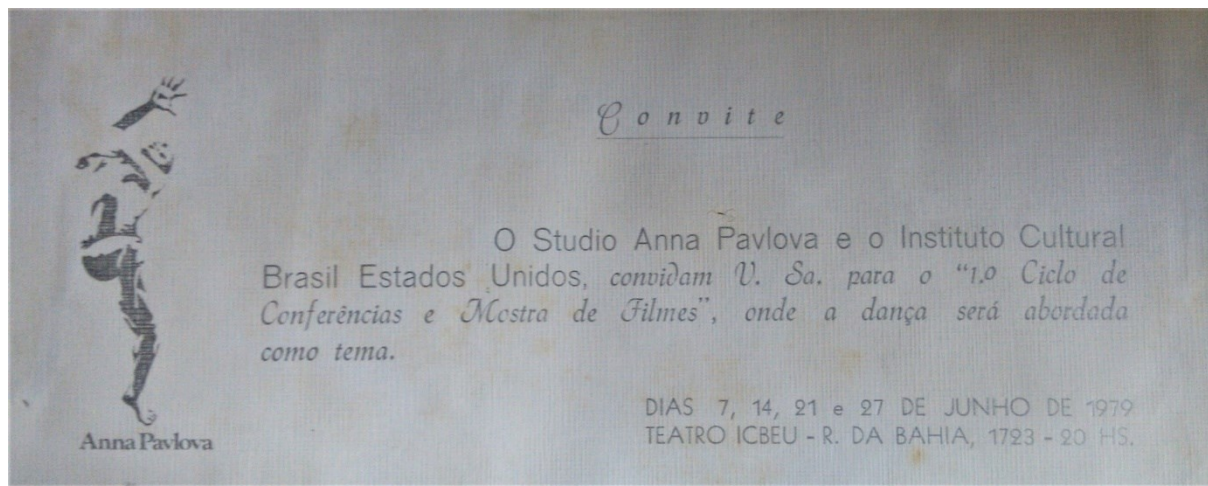 Convite
O Studio Anna Pavlova e o Instituto Cultural
Brasil Estados Unidos, convidam V. Sa. para o "1.o Ciclo de
Conferências e Mostra de Filmes", onde a dança será abordada
como tema.
DIAS 7, 14, 21 e 27 DE JUNHO DE 1979
TEATRO ICBEU - R. DA BAHIA, 1723 - 20 HS.
Anna Pavlova